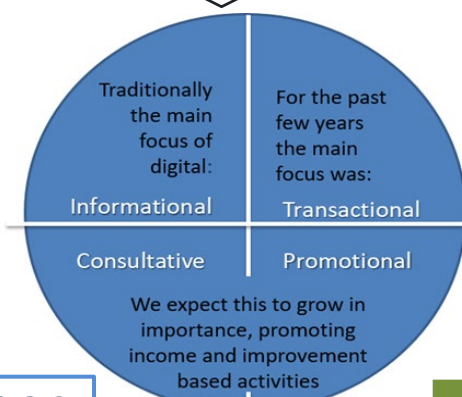 Traditionally
the main
focus of
digital:
Informational
For the past
few years
the main
focus was:
Transactional
Consultative
Promotional
We expect this to grow in
importance, promoting
income and improvement
based activities